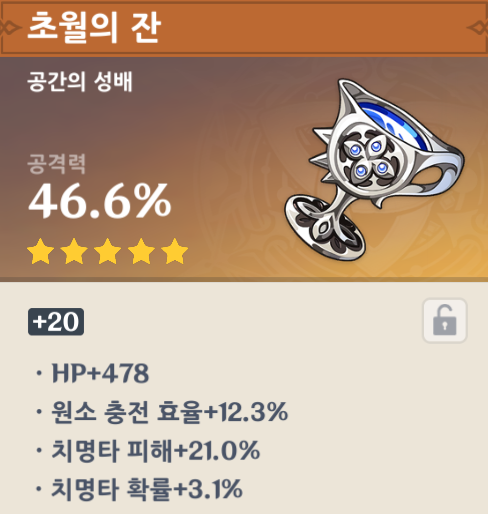 초월의 잔
공간의 성배
공격력
46.6%
+20
· HP+478
· 원소 충전 효율+12.3%
· 치명타 피해+21.0%
· 치명타 확률+3.1%